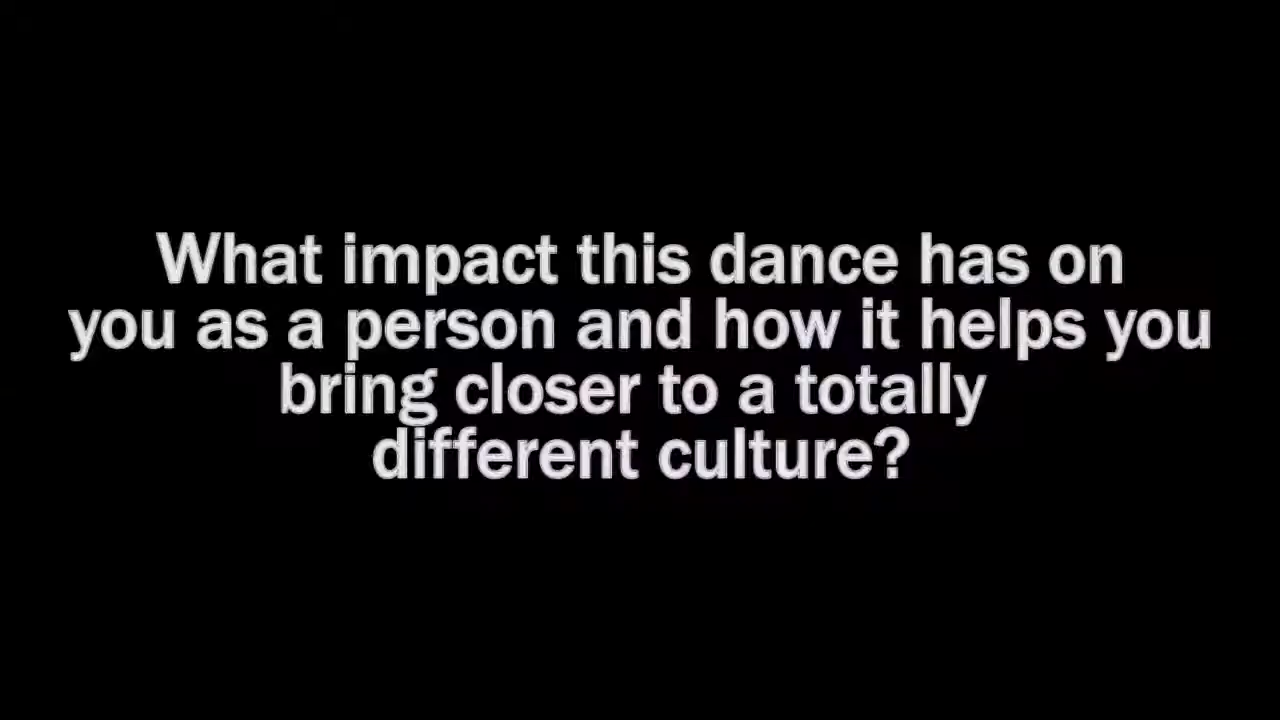 What impact this dance has on
you as a person and how it helps you
bring closer to a totally
different culture?